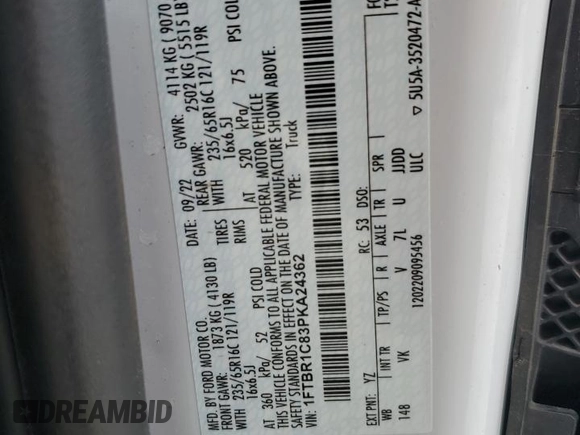 MFD. BY FORD MOTOR CO.
DATE: 09/22 GVWR: 4114 KG ( 9070
FRONT GAWR: 1873 KG ( 4130 LB) REAR GAWR: 2502 KG ( 5515 LB
235/65R16C 121/119R WITH TIRES 235/65R16C 121/119R WITH
16x6.5J RIMS 16x6.5J
AT 360 kPa/ 52 PSI COLD AT 520 kPa/ 75 PSI COLD
THIS VEHICLE CONFORMS TO ALL APPLICABLE FEDERAL MOTOR VEHICLE
SAFETY STANDARDS IN EFFECT ON THE DATE OF MANUFACTURE SHOWN ABOVE.
VIN: 1FTBR1C83PKA24362 TYPE: Truck
EXT PNT: YZ RC: 53 DSO:
WB INT TR TP/PS R AXLE TR SPR
148 VK V 7L U JJDD
1202209095456 ULC
▽ 5U5A-3520472-A
DREAMBID